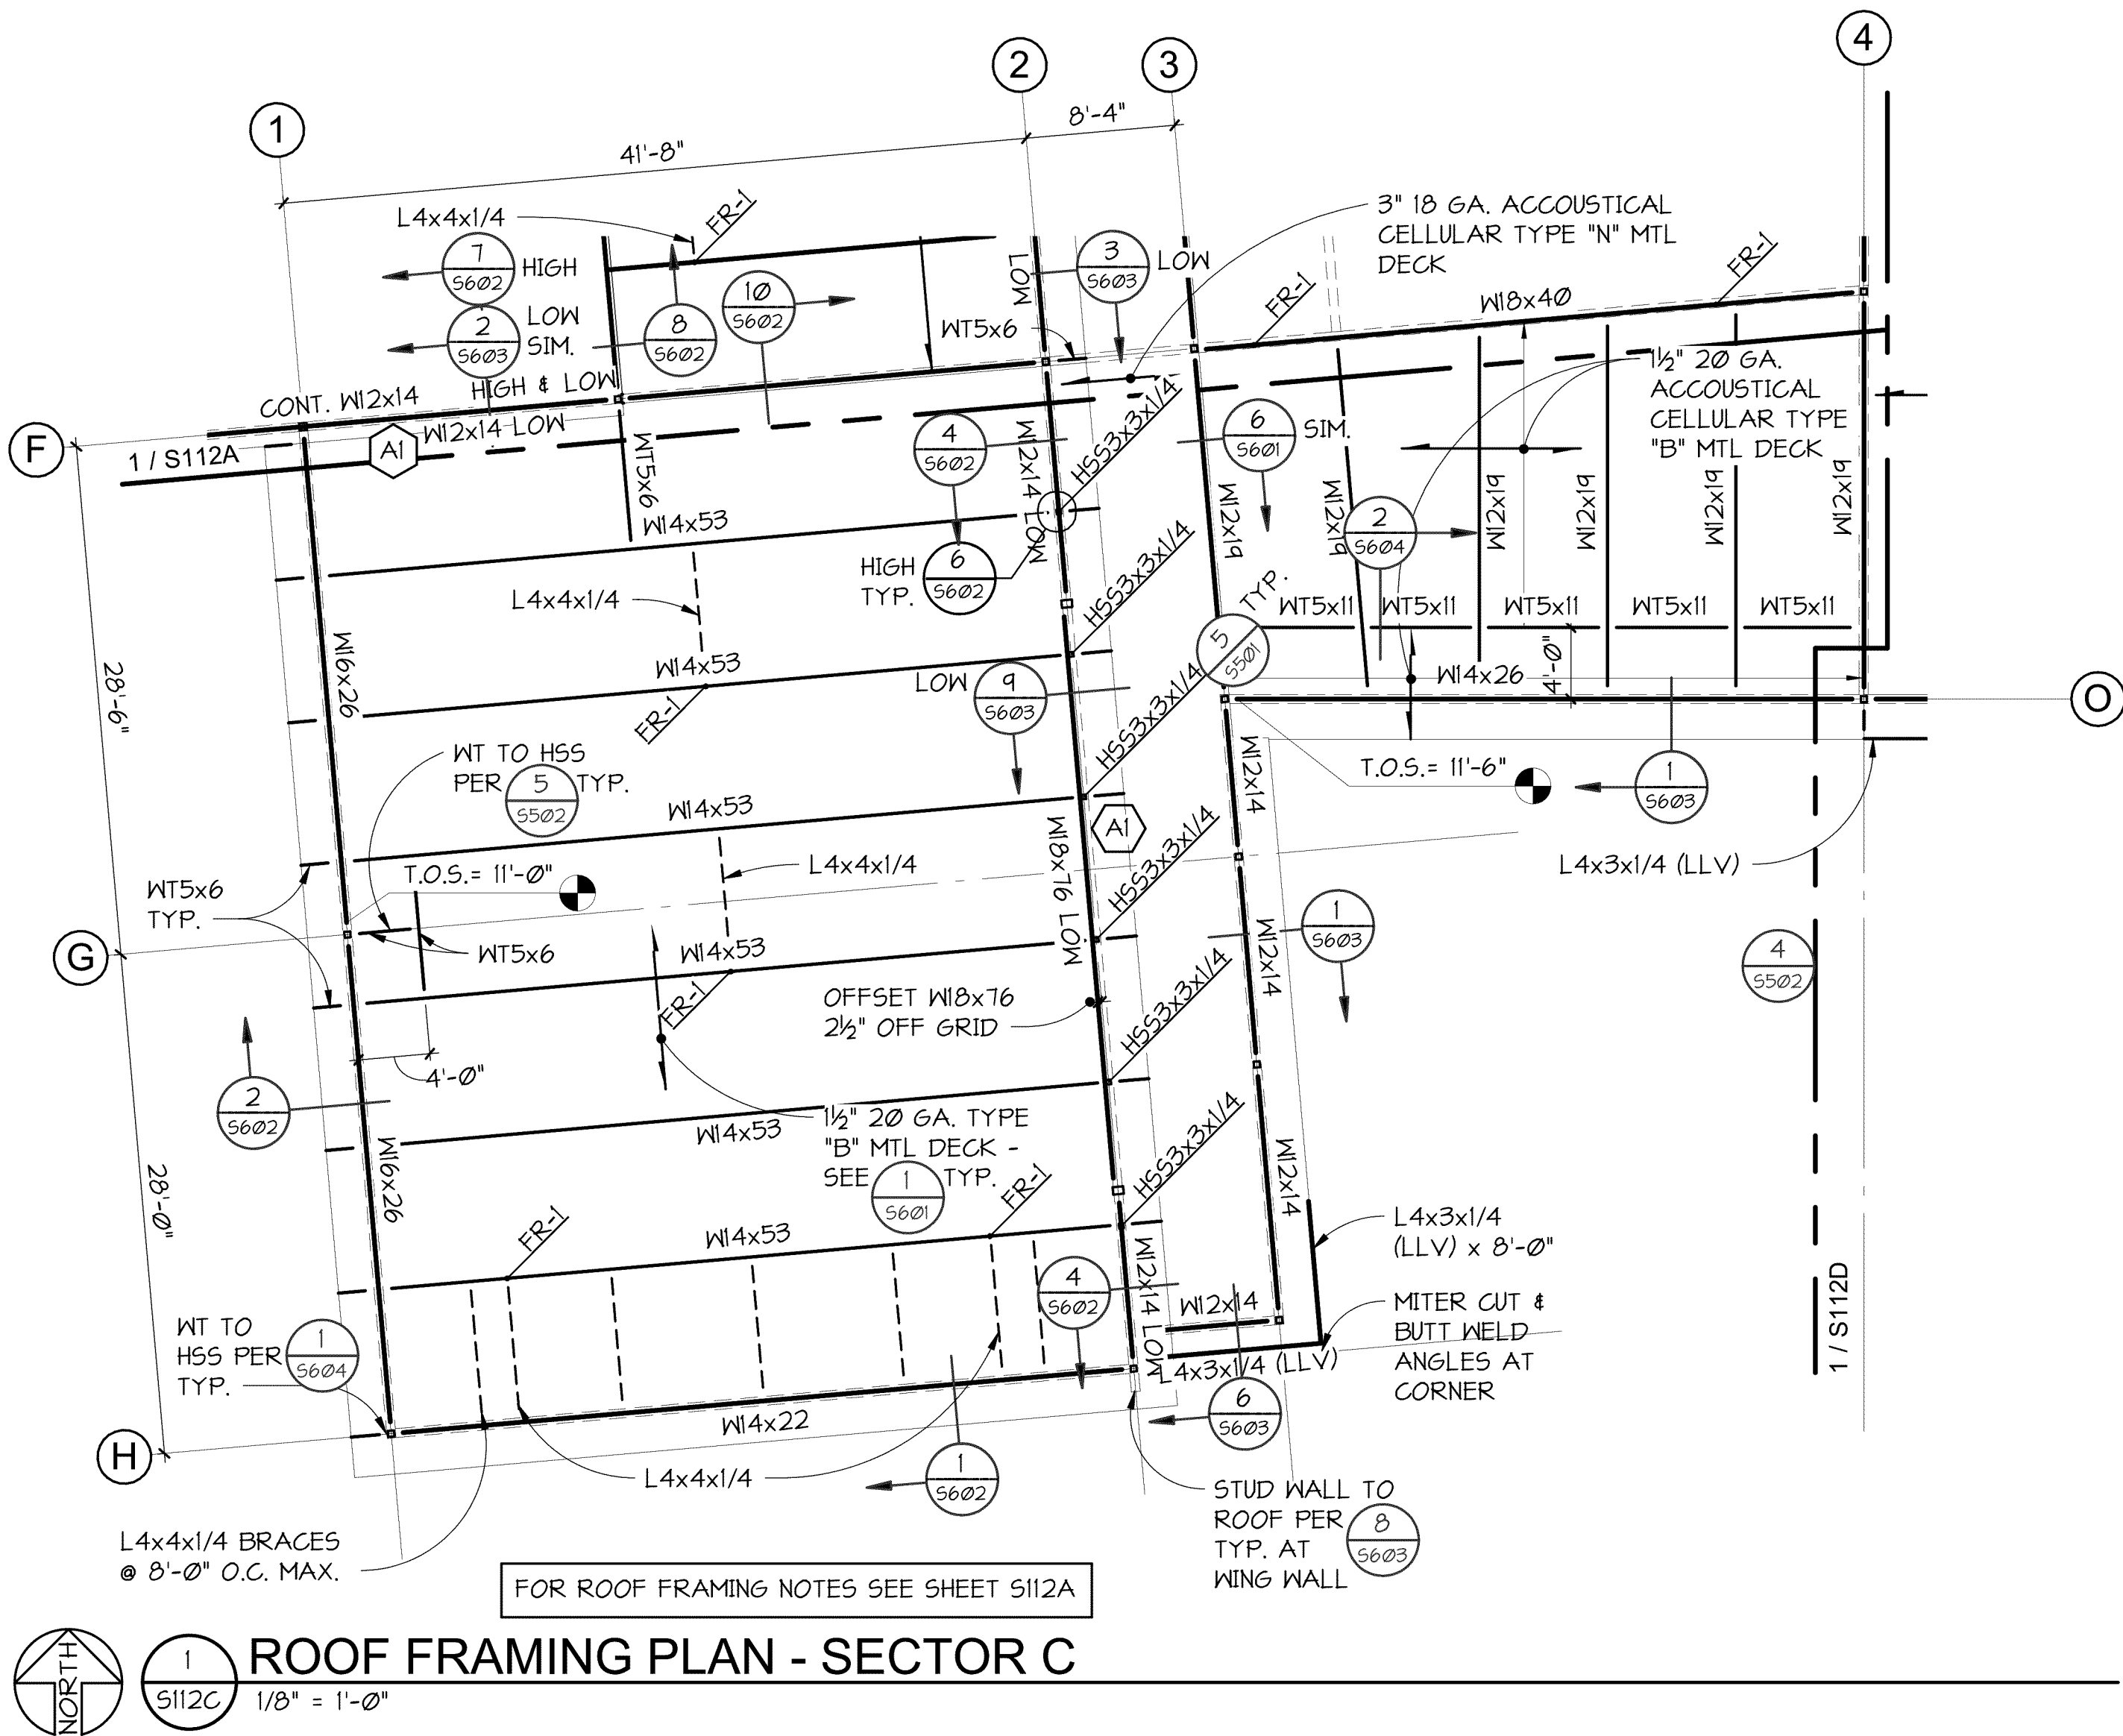 4
2
3
1
8'-4"
41'-8"
L4x4x1/4
FR-1
3" 18 GA. ACCOUSTICAL
CELLULAR TYPE "N" MTL
DECK
7
S602
HIGH
LOW
3
S603
LOW
FR-1
FR-1
W18x40
10
S602
2
S603
LOW
SIM.
8
S602
WT5x6
1½" 20 GA.
ACCOUSTICAL
CELLULAR TYPE
"B" MTL DECK
CONT. W12x14
HIGH & LOW
W12x14 LOW
F
1 / S112A
A1
WT5x6
4
S602
W12x14 LOW
HSS3x3x1/4
6
S601
SIM.
W12x19
W12x19
W12x19
W12x19
W12x19
W12x19
2
S604
W14x53
HIGH
TYP.
6
S602
L4x4x1/4
HSS3x3x1/4
TYP.
5
S501
WT5x11
WT5x11
WT5x11
WT5x11
WT5x11
W16x26
28'-6"
W14x53
FR-1
LOW
9
S603
HSS3x3x1/4
W14x26
4'-0"
O
WT TO HSS
PER
5
S502
TYP.
W14x53
W12x14
T.O.S.= 11'-6"
1
S603
A1
HSS3x3x1/4
W18x76 LOW
L4x4x1/4
L4x3x1/4 (LLV)
T.O.S.= 11'-0"
WT5x6
TYP.
G
WT5x6
W14x53
FR-1
1
S603
W12x14
4
S502
OFFSET W18x76
2½" OFF GRID
HSS3x3x1/4
4'-0"
2
S602
1½" 20 GA. TYPE
"B" MTL DECK -
SEE
1
S601
TYP.
W14x53
HSS3x3x1/4
W16x26
28'-0"
W12x14
FR-1
FR-1
W14x53
L4x3x1/4
(LLV) x 8'-0"
4
S602
W12x14 LOW
W12x14
MITER CUT &
BUTT WELD
ANGLES AT
CORNER
1 / S112D
WT TO
HSS PER
TYP.
1
S604
L4x3x1/4 (LLV)
6
S603
W14x22
H
L4x4x1/4
1
S602
STUD WALL TO
ROOF PER
TYP. AT
WING WALL
8
S603
L4x4x1/4 BRACES
@ 8'-0" O.C. MAX.
FOR ROOF FRAMING NOTES SEE SHEET S112A
NORTH
1
S112C
ROOF FRAMING PLAN - SECTOR C
1/8" = 1'-0"